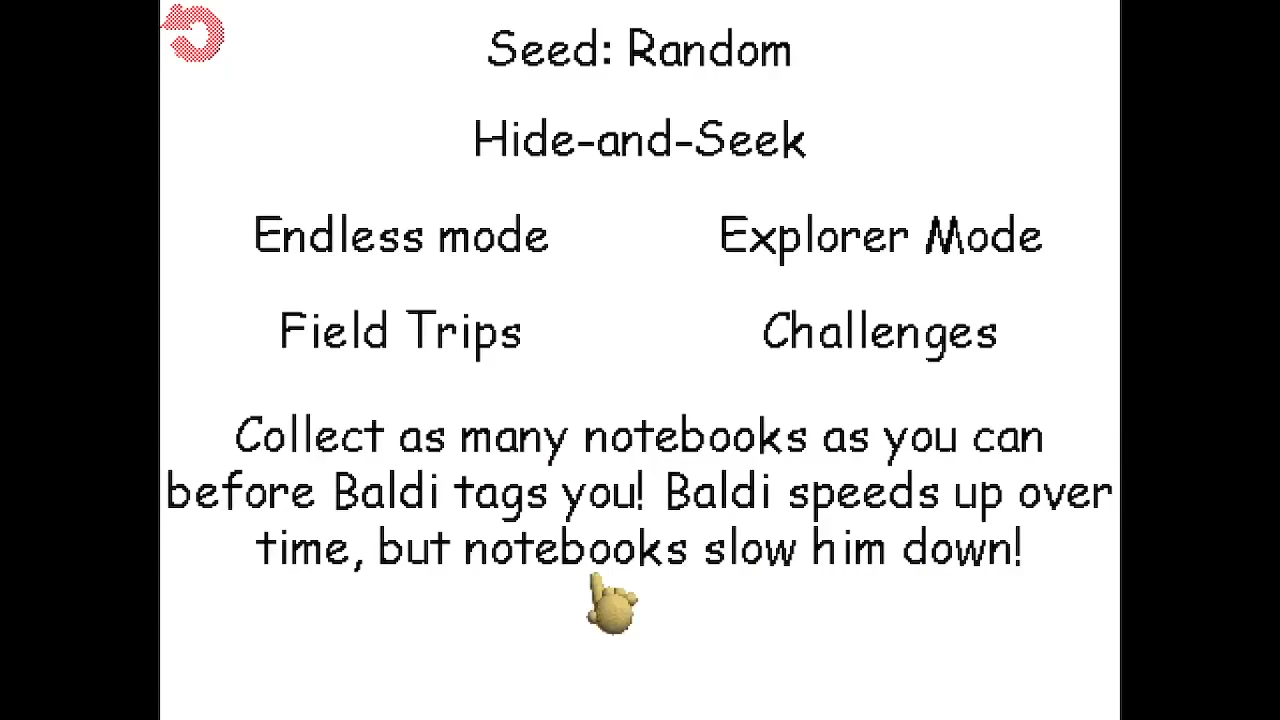 Seed: Random
Hide-and-Seek
Endless mode
Explorer Mode
Field Trips
Challenges
Collect as many notebooks as you can
before Baldi tags you! Baldi speeds up over
time, but notebooks slow him down!